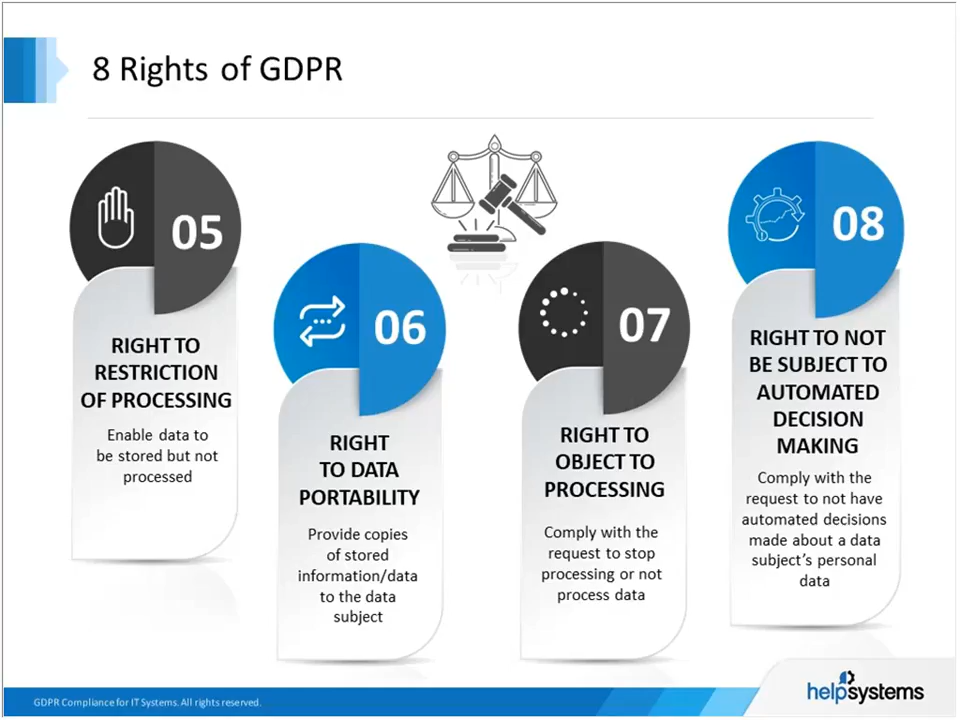 8 Rights of GDPR
05
RIGHT TO
RESTRICTION
OF PROCESSING
Enable data to
be stored but not
processed
06
RIGHT
TO DATA
PORTABILITY
Provide copies
of stored
information/data
to the data
subject
07
RIGHT TO
OBJECT TO
PROCESSING
Comply with the
request to stop
processing or not
process data
08
RIGHT TO NOT
BE SUBJECT TO
AUTOMATED
DECISION
MAKING
Comply with the
request to not have
automated decisions
made about a data
subject's personal
data
GDPR Compliance for IT Systems. All rights reserved.
helpsystems